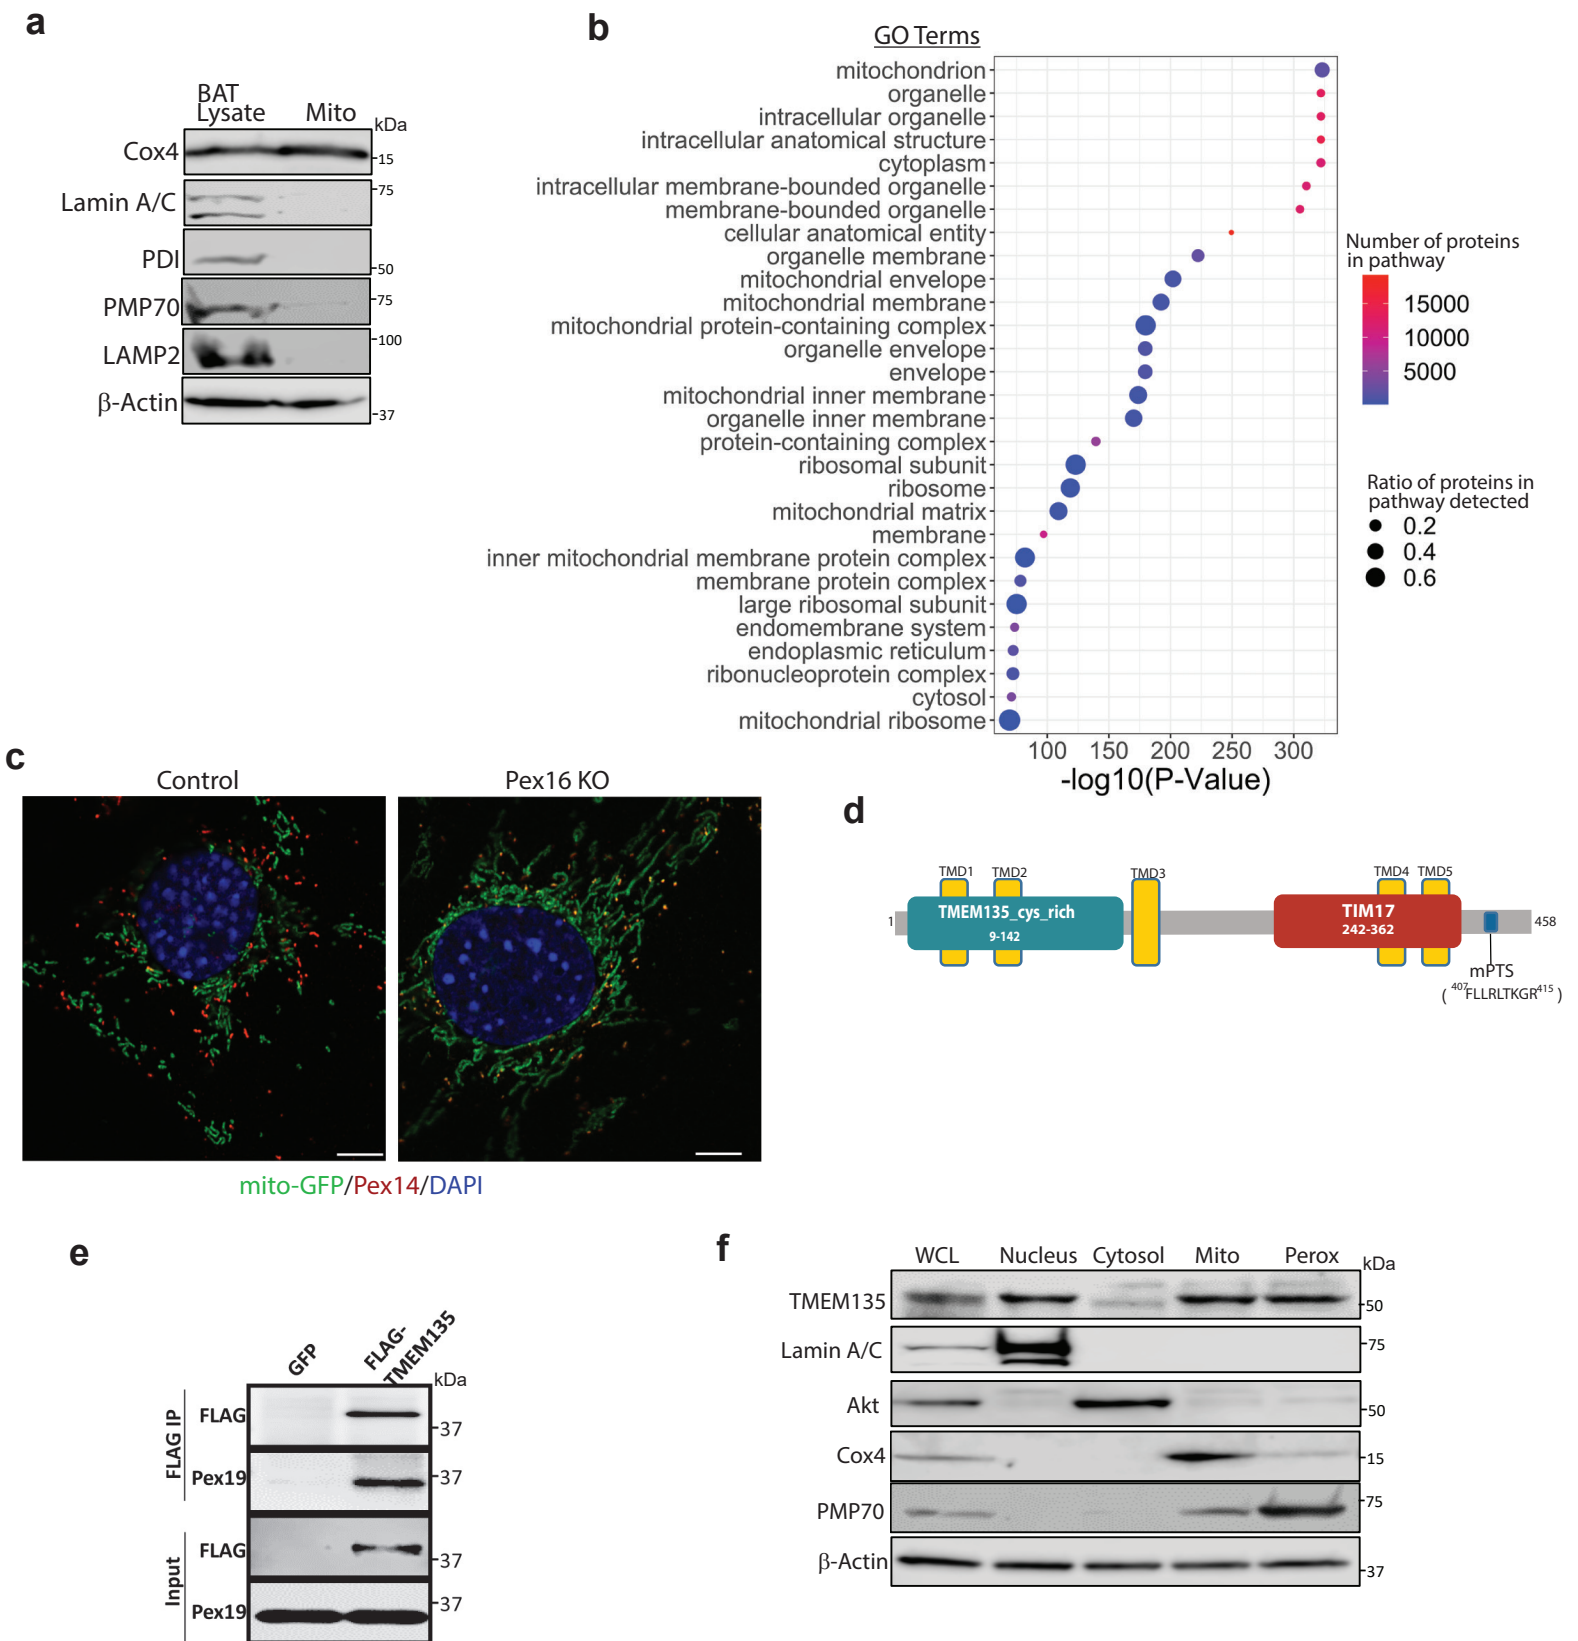 a
BAT
Lysate
Mito
kDa
Cox4
15
Lamin A/C
75
PDI
50
PMP70
75
LAMP2
100
β-Actin
37
b
GO Terms
mitochondrion
organelle
intracellular organelle
intracellular anatomical structure
cytoplasm
intracellular membrane-bounded organelle
membrane-bounded organelle
cellular anatomical entity
organelle membrane
mitochondrial envelope
mitochondrial membrane
mitochondrial protein-containing complex
organelle envelope
envelope
mitochondrial inner membrane
organelle inner membrane
protein-containing complex
ribosomal subunit
ribosome
mitochondrial matrix
membrane
inner mitochondrial membrane protein complex
membrane protein complex
large ribosomal subunit
endomembrane system
endoplasmic reticulum
ribonucleoprotein complex
cytosol
mitochondrial ribosome
100 150 200 250 300
-log10(P-Value)
Number of proteins
in pathway
15000
10000
5000
Ratio of proteins in
pathway detected
0.2
0.4
0.6
c
Control
Pex16 KO
mito-GFP/Pex14/DAPI
d
TMD1
TMD2
TMD3
TMD4
TMD5
1
TMEM135_cys_rich
9-142
TIM17
242-362
458
mPTS
( 407FLLRLTKGR415 )
e
GFP
FLAG-
TMEM135
kDa
FLAG IP
FLAG
37
Pex19
37
Input
FLAG
37
Pex19
37
f
WCL Nucleus Cytosol Mito Perox
kDa
TMEM135
50
Lamin A/C
75
Akt
50
Cox4
15
PMP70
75
β-Actin
37